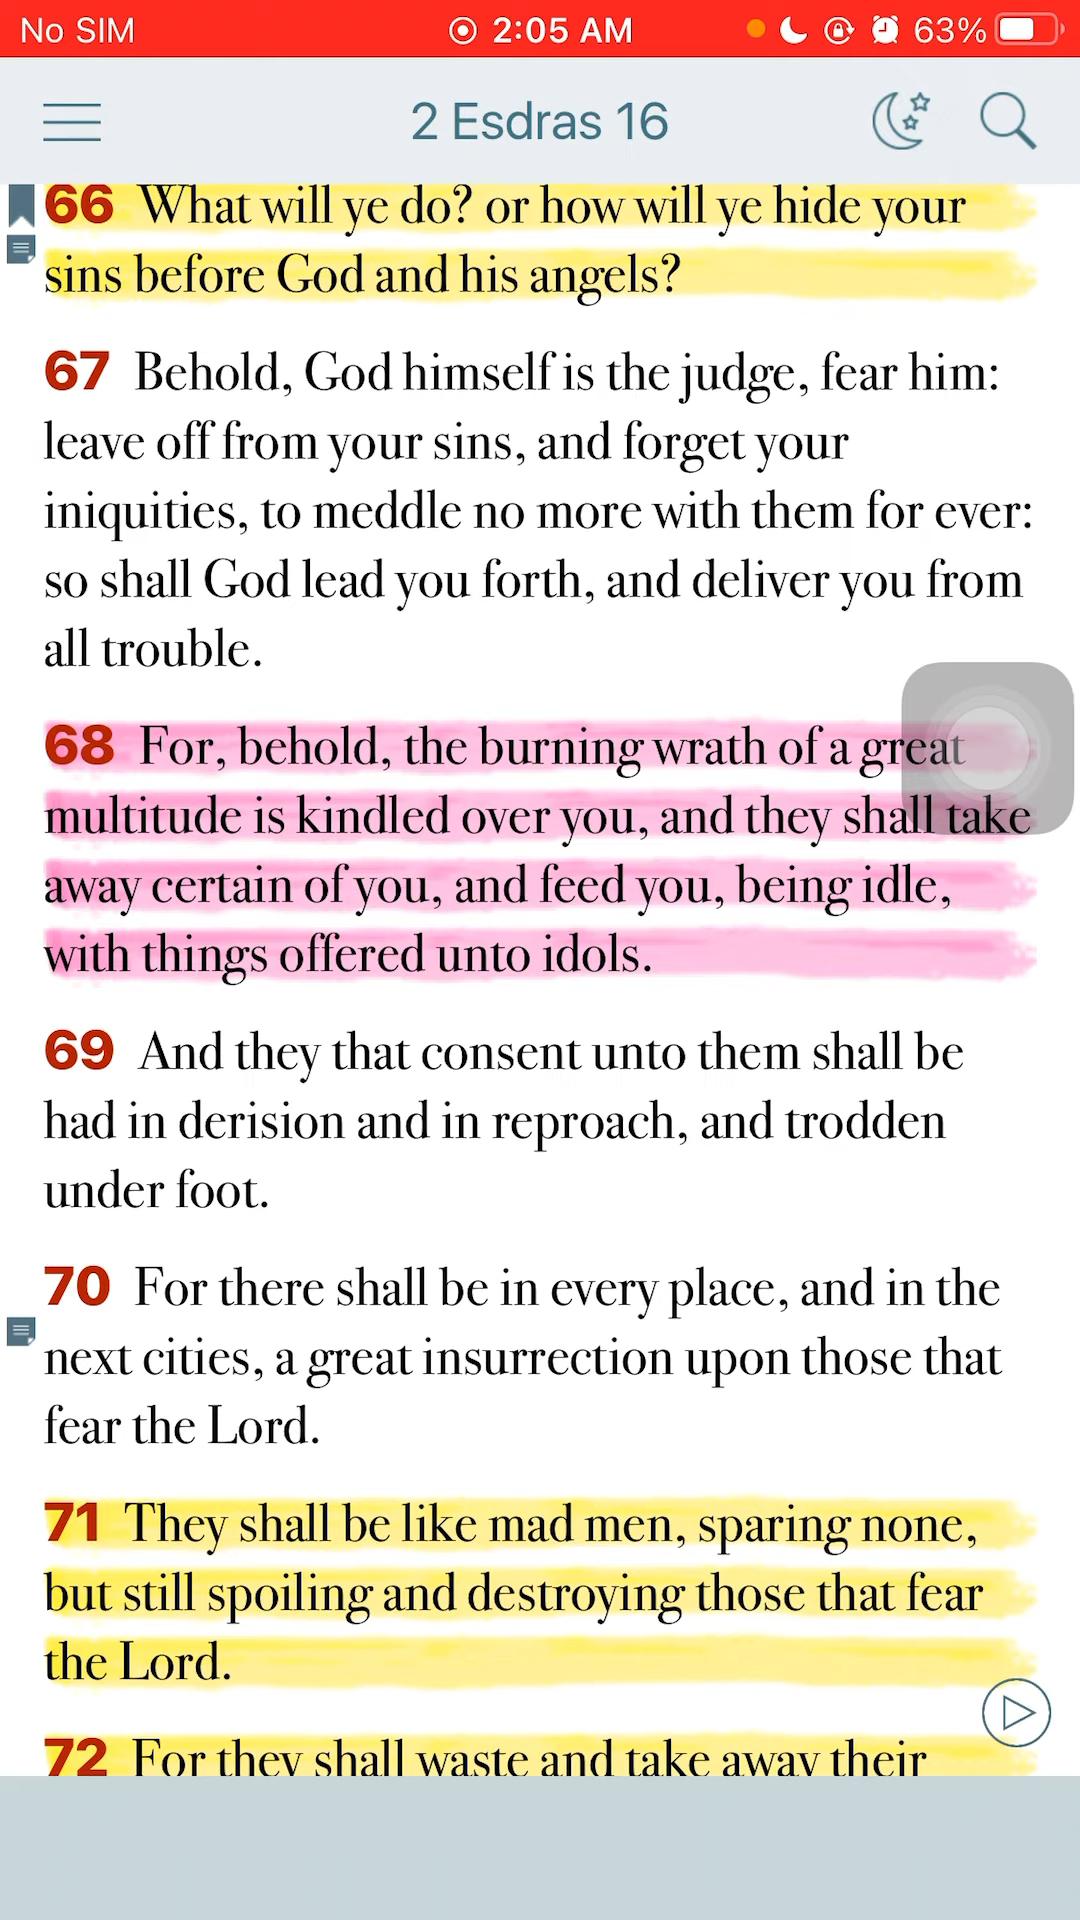 No SIM 2:05 AM 63%
2 Esdras 16
66 What will ye do? or how will ye hide your
sins before God and his angels?
67 Behold, God himself is the judge, fear him:
leave off from your sins, and forget your
iniquities, to meddle no more with them for ever:
so shall God lead you forth, and deliver you from
all trouble.
68 For, behold, the burning wrath of a great
multitude is kindled over you, and they shall take
away certain of you, and feed you, being idle,
with things offered unto idols.
69 And they that consent unto them shall be
had in derision and in reproach, and trodden
under foot.
70 For there shall be in every place, and in the
next cities, a great insurrection upon those that
fear the Lord.
71 They shall be like mad men, sparing none,
but still spoiling and destroying those that fear
the Lord.
72 For they shall waste and take away their